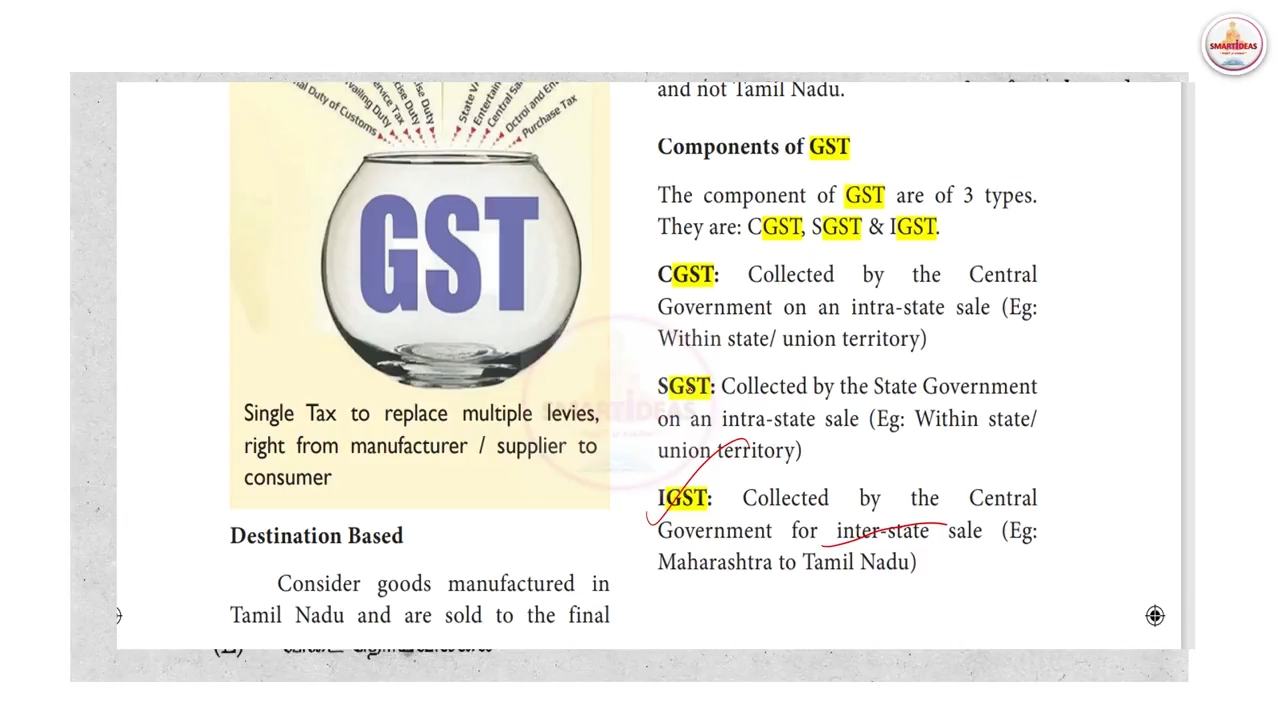 SMARTIDEAS
Duty of Customs
Service Tax
Purchase Tax
GST
Single Tax to replace multiple levies,
right from manufacturer / supplier to
consumer
Destination Based
Consider goods manufactured in
Tamil Nadu and are sold to the final
and not Tamil Nadu.
Components of GST
The component of GST are of 3 types.
They are: CGST, SGST & IGST.
CGST: Collected by the Central
Government on an intra-state sale (Eg:
Within state/ union territory)
SGST: Collected by the State Government
on an intra-state sale (Eg: Within state/
union territory)
IGST: Collected by the Central
Government for inter-state sale (Eg:
Maharashtra to Tamil Nadu)
SMARTIDEAS